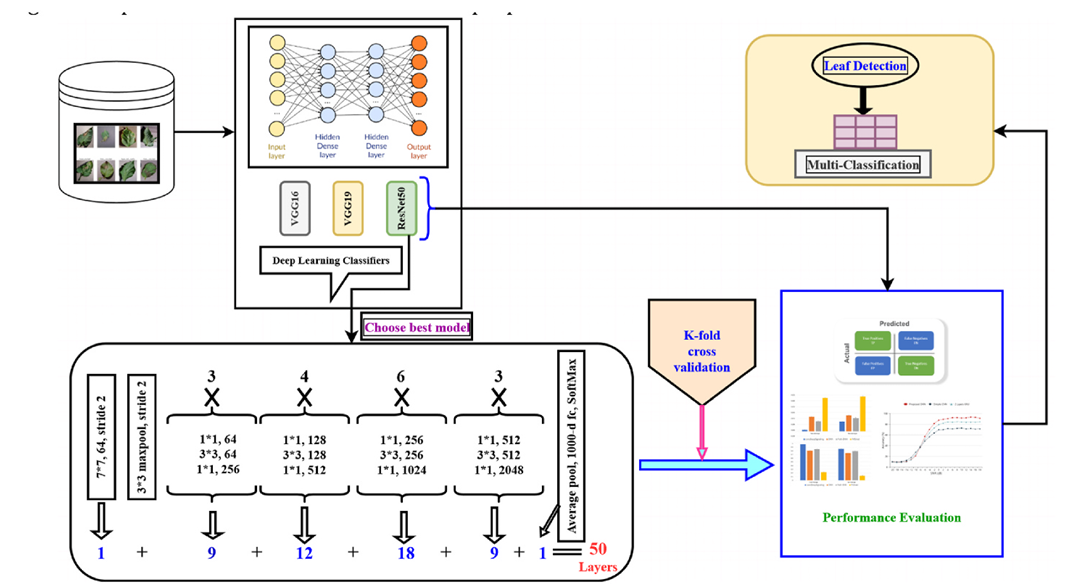 Input
layer
Hidden
Dense
layer
Hidden
Dense
layer
Output
layer
VGG16
VGG19
ResNet50
Deep Learning Classifiers
Choose best model
Leaf Detection
Multi-Classification
7*7, 64, stride 2
3*3 maxpool, stride 2
3
X
1*1, 64
3*3, 64
1*1, 256
4
X
1*1, 128
3*3, 128
1*1, 512
6
X
1*1, 256
3*3, 256
1*1, 1024
3
X
1*1, 512
3*3, 512
1*1, 2048
Average pool, 1000-d fc, SoftMax
1 + 9 + 12 + 18 + 9 + 1 = 50
Layers
K-fold
cross
validation
Predicted
Actual
Performance Evaluation